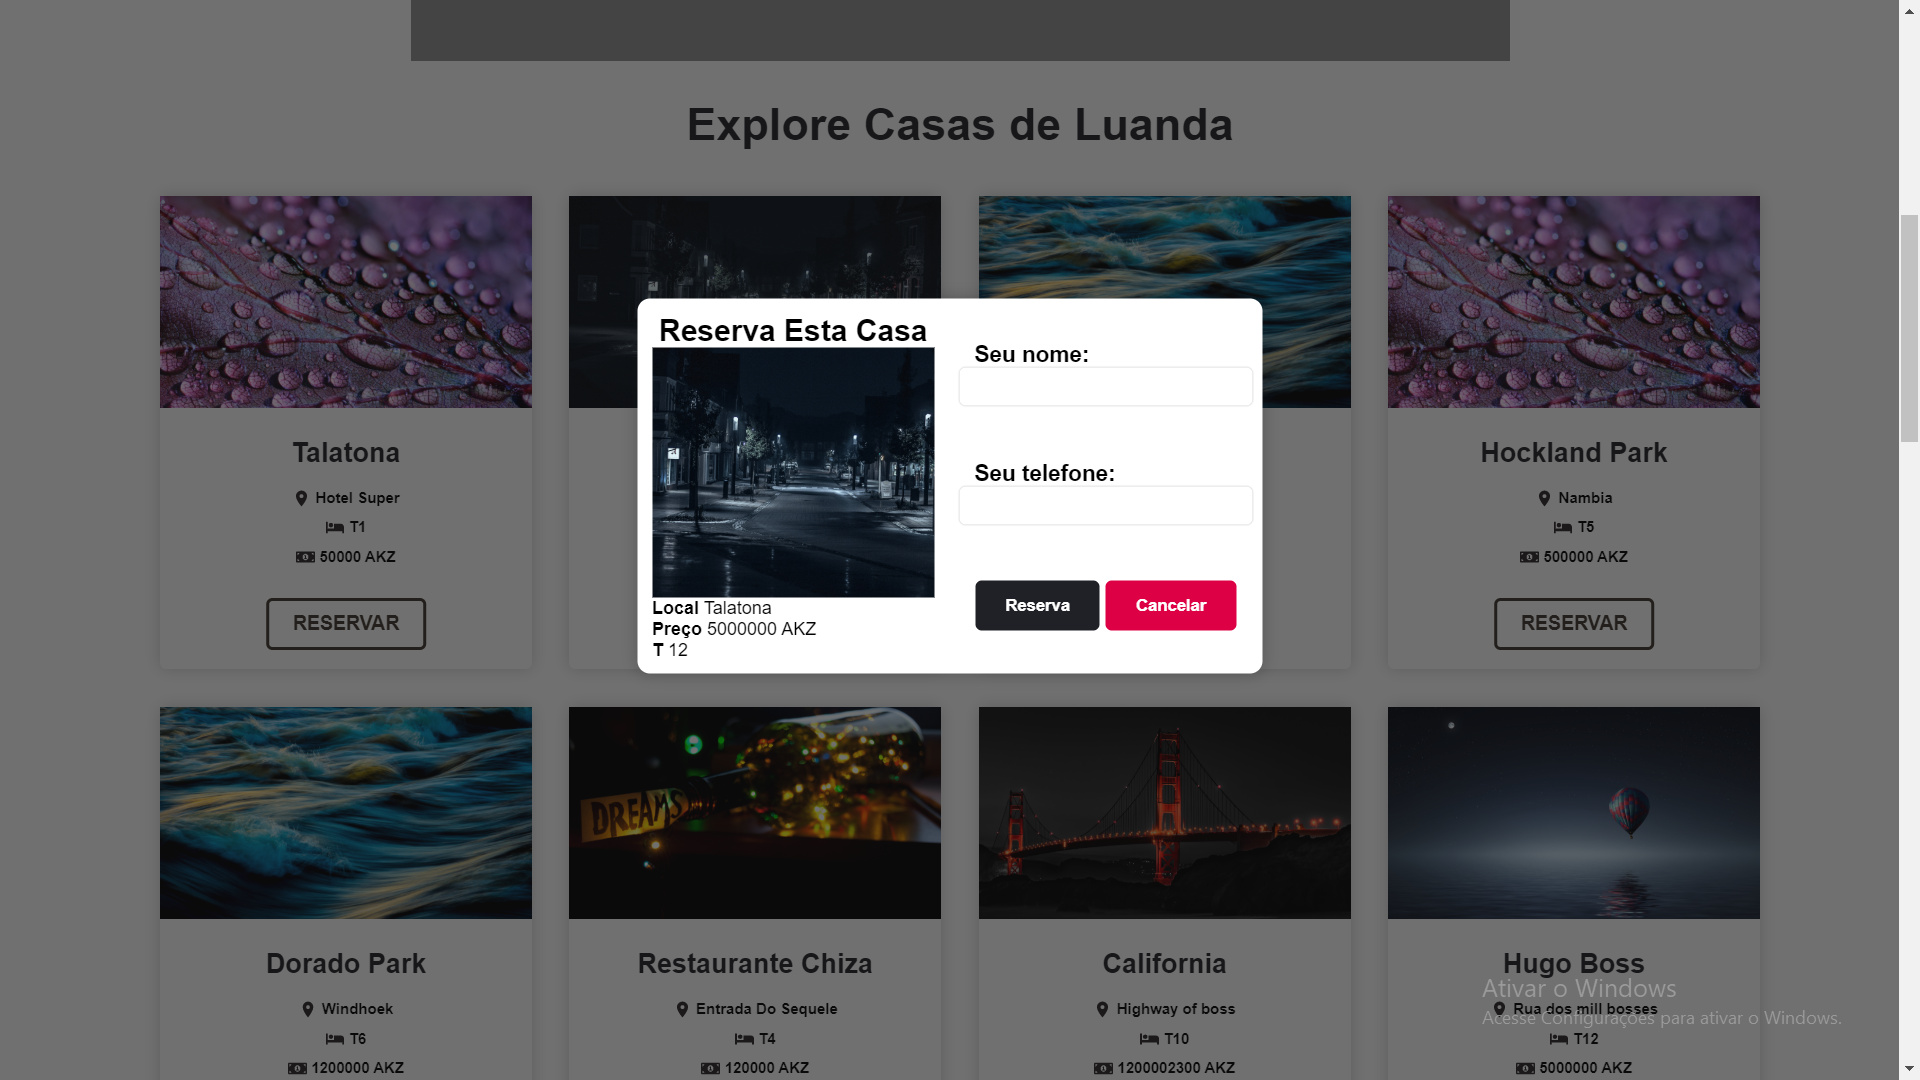 Explore Casas de Luanda
Reserva Esta Casa
Local Talatona
Preço 5000000 AKZ
T 12
Seu nome:
Seu telefone:
Reserva
Cancelar
Talatona
Hotel Super
T1
50000 AKZ
RESERVAR
Hockland Park
Nambia
T5
500000 AKZ
RESERVAR
Dorado Park
Windhoek
T6
1200000 AKZ
DREAMS
Restaurante Chiza
Entrada Do Sequele
T4
120000 AKZ
California
Highway of boss
T10
1200002300 AKZ
Hugo Boss
Rua dos mill bosses
T12
5000000 AKZ
Ativar o Windows
Acesse Configurações para ativar o Windows.